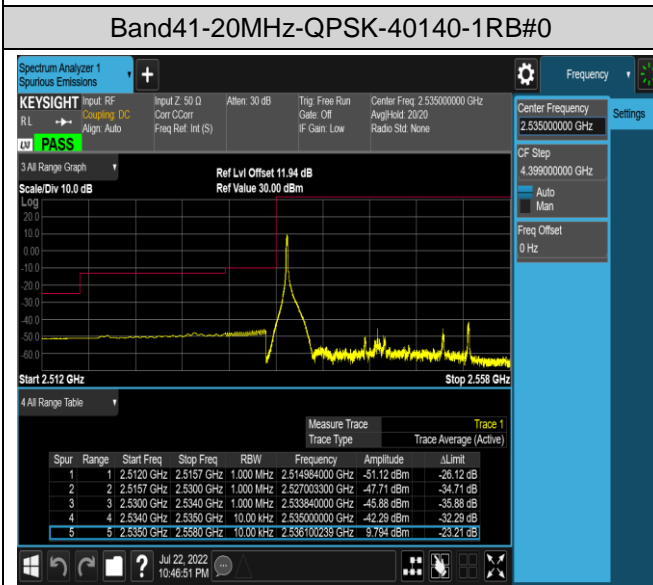 Band41-20MHz-QPSK-40140-1RB#0
Spectrum Analyzer 1
Spurious Emissions
Frequency
KEYSIGHT Input: RF Input Z: 50 Ω Atten: 30 dB Trig: Free Run Center Freq: 2.535000000 GHz
RL Coupling: DC Corr CCorr Gate: Off Avg|Hold: 20/20
Align: Auto Freq Ref: Int (S) IF Gain: Low Radio Std: None
LXI PASS
3 All Range Graph
Ref Lvl Offset 11.94 dB
Scale/Div 10.0 dB Ref Value 30.00 dBm
Log
20.0
10.0
0.00
-10.0
-20.0
-30.0
-40.0
-50.0
-60.0
Start 2.512 GHz Stop 2.558 GHz
4 All Range Table
Measure Trace Trace 1
Trace Type Trace Average (Active)
Spur Range Start Freq Stop Freq RBW Frequency Amplitude ΔLimit
1 1 2.5120 GHz 2.5157 GHz 1.000 MHz 2.514984000 GHz -51.12 dBm -26.12 dB
2 2 2.5157 GHz 2.5300 GHz 1.000 MHz 2.527003300 GHz -47.71 dBm -34.71 dB
3 3 2.5300 GHz 2.5340 GHz 1.000 MHz 2.533840000 GHz -45.88 dBm -35.88 dB
4 4 2.5340 GHz 2.5350 GHz 10.00 kHz 2.535000000 GHz -42.29 dBm -32.29 dB
5 5 2.5350 GHz 2.5580 GHz 10.00 kHz 2.536100239 GHz 9.794 dBm -23.21 dB
Jul 22, 2022
10:46:51 PM
Center Frequency
2.535000000 GHz
Settings
CF Step
4.399000000 GHz
Auto
Man
Freq Offset
0 Hz